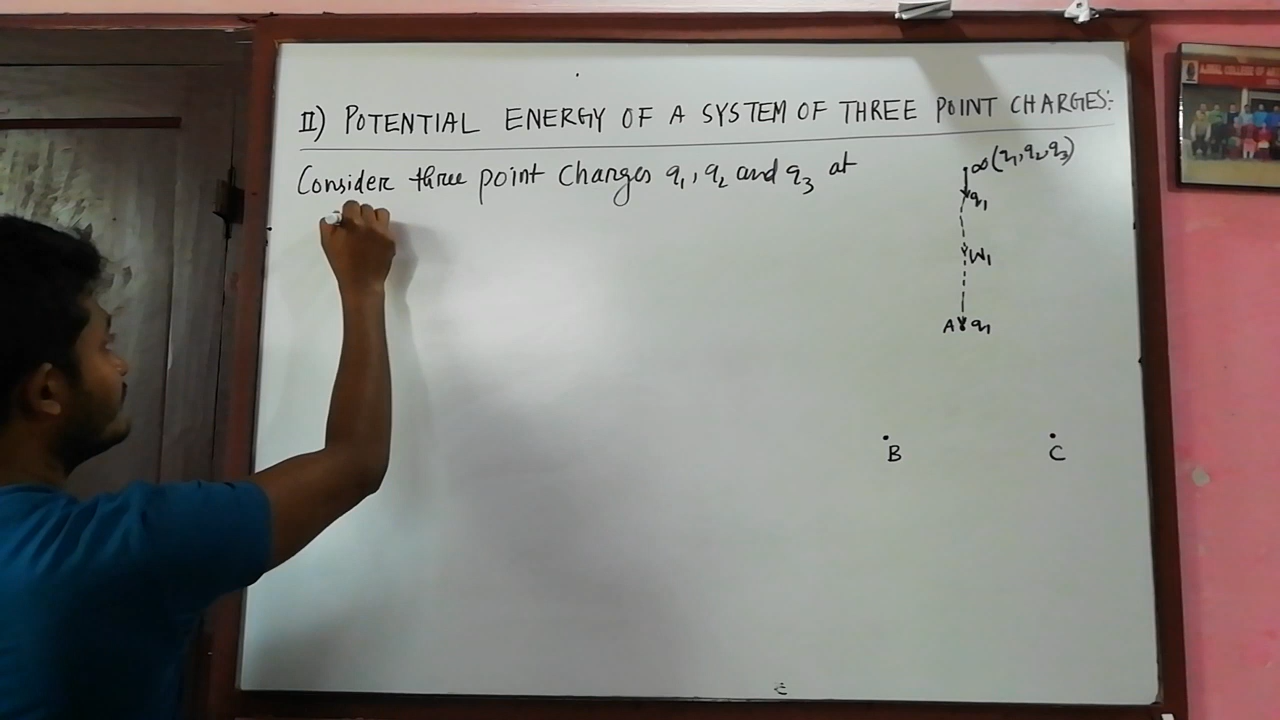 II) POTENTIAL ENERGY OF A SYSTEM OF THREE POINT CHARGES:
Consider three point charges q₁, q₂ and q₃ at
∞(q₁,q₂,q₃)
q₁
W₁
A q₁
B
C